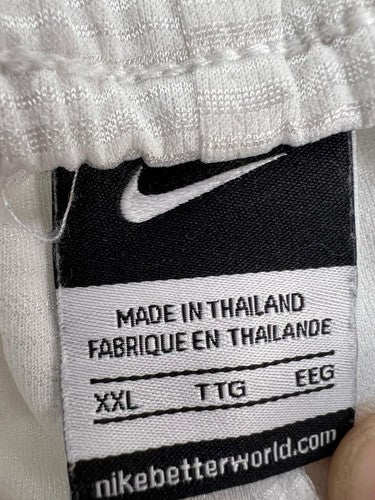 MADE IN THAILAND
FABRIQUE EN THAILANDE
XXL TTG EEG
nikebetterworld.com